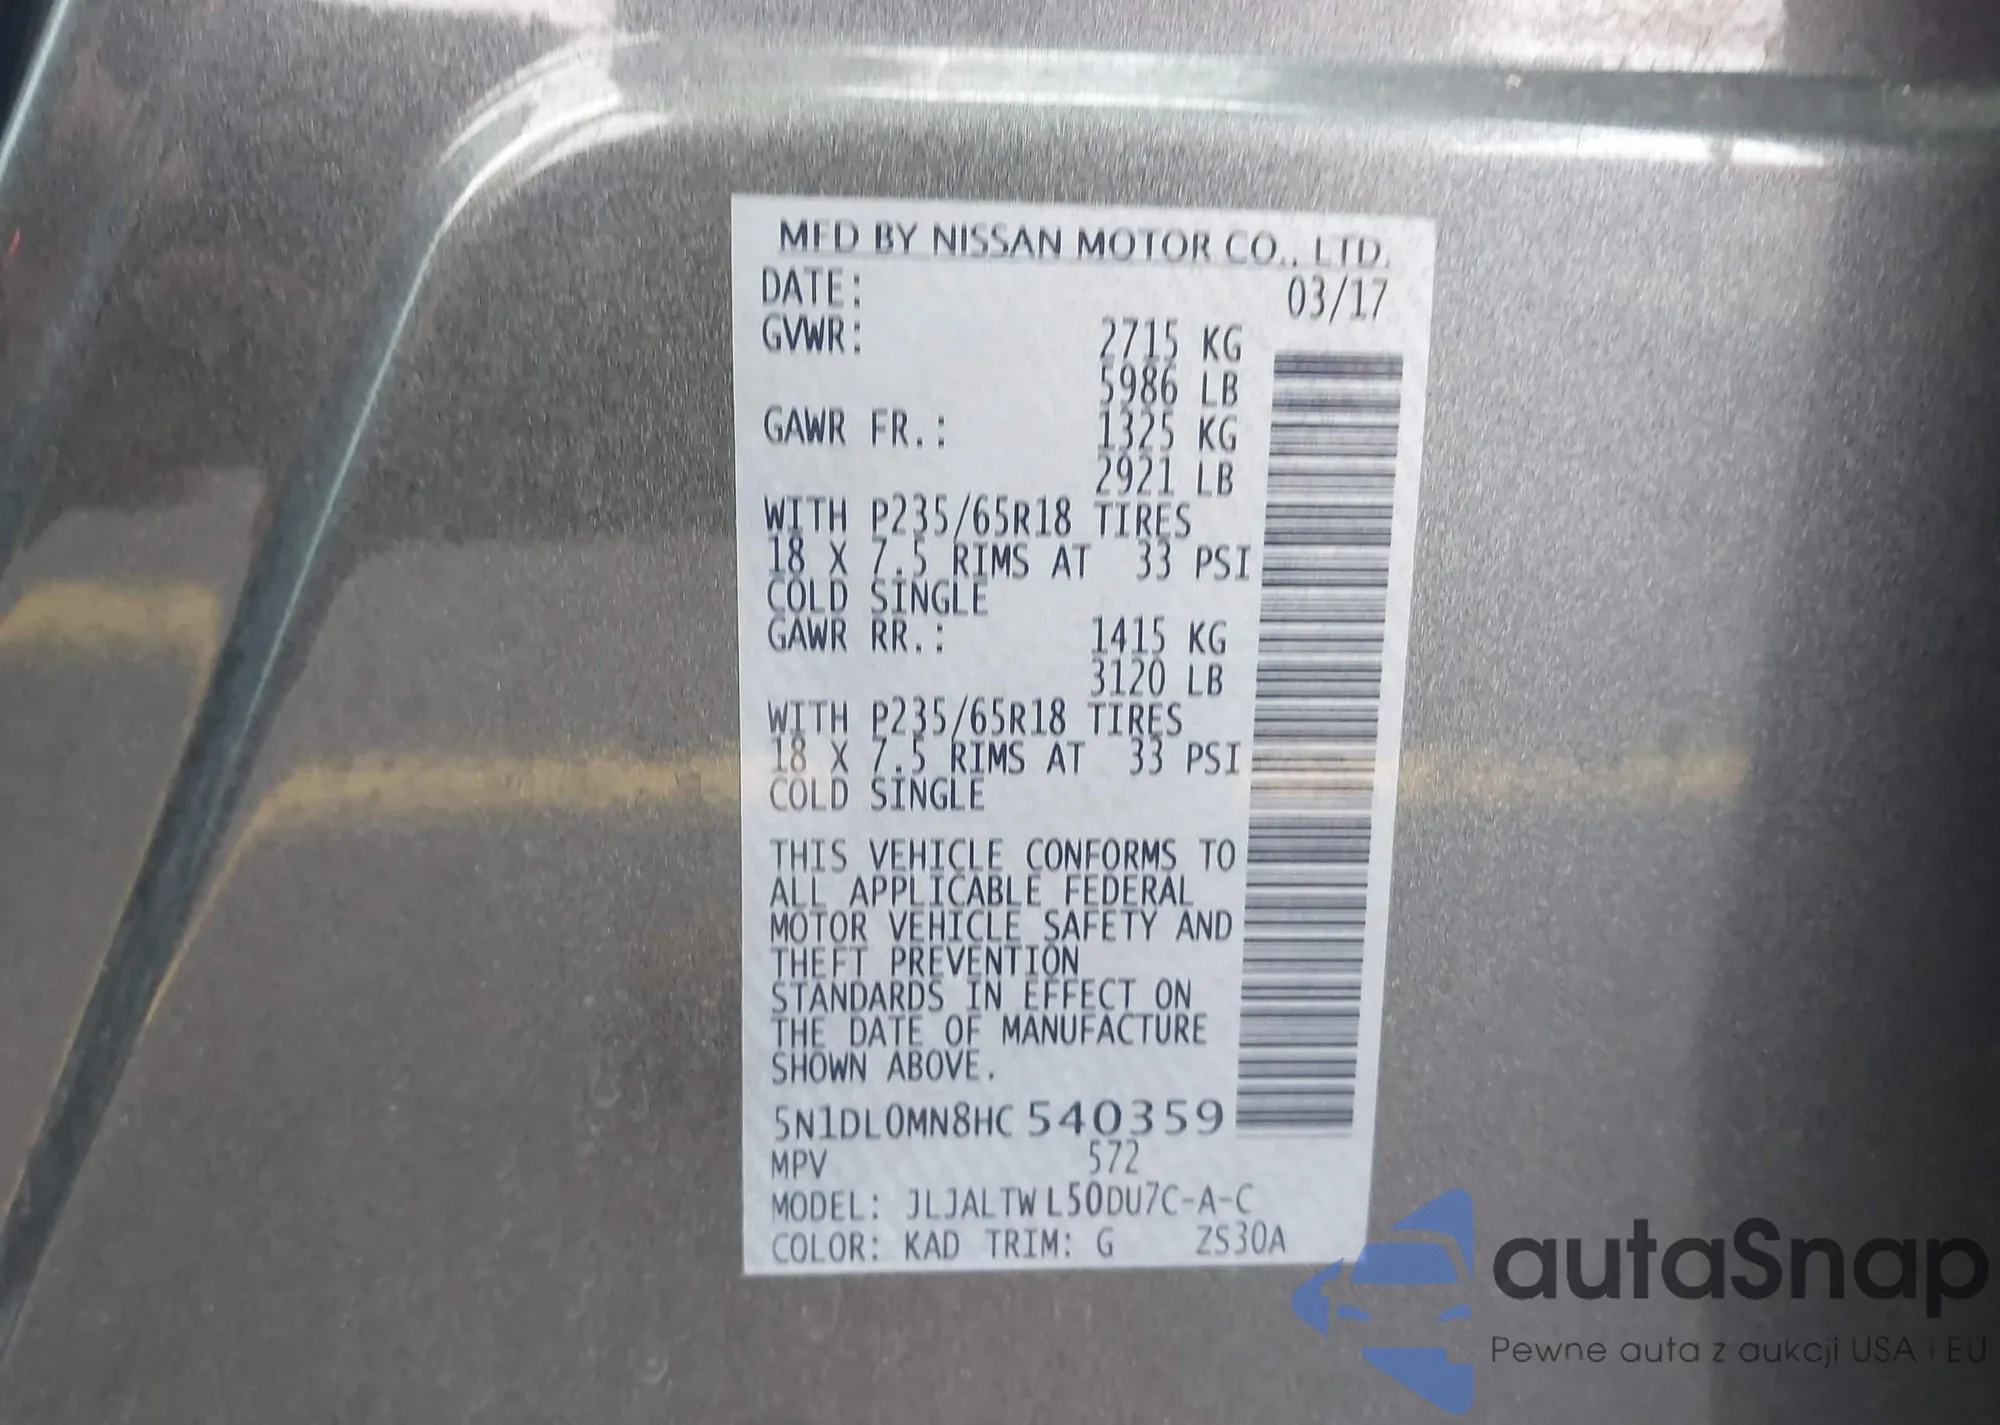 MFD BY NISSAN MOTOR CO., LTD.
DATE: 03/17
GVWR: 2715 KG
5986 LB
GAWR FR.: 1325 KG
2921 LB
WITH P235/65R18 TIRES
18 X 7.5 RIMS AT 33 PSI
COLD SINGLE
GAWR RR.: 1415 KG
3120 LB
WITH P235/65R18 TIRES
18 X 7.5 RIMS AT 33 PSI
COLD SINGLE
THIS VEHICLE CONFORMS TO
ALL APPLICABLE FEDERAL
MOTOR VEHICLE SAFETY AND
THEFT PREVENTION
STANDARDS IN EFFECT ON
THE DATE OF MANUFACTURE
SHOWN ABOVE.
5N1DL0MN8HC540359
MPV 572
MODEL: JLJALTWL50DU7C-A-C
COLOR: KAD TRIM: G ZS30A
autaSnap
Pewne auta z aukcji USA i EU